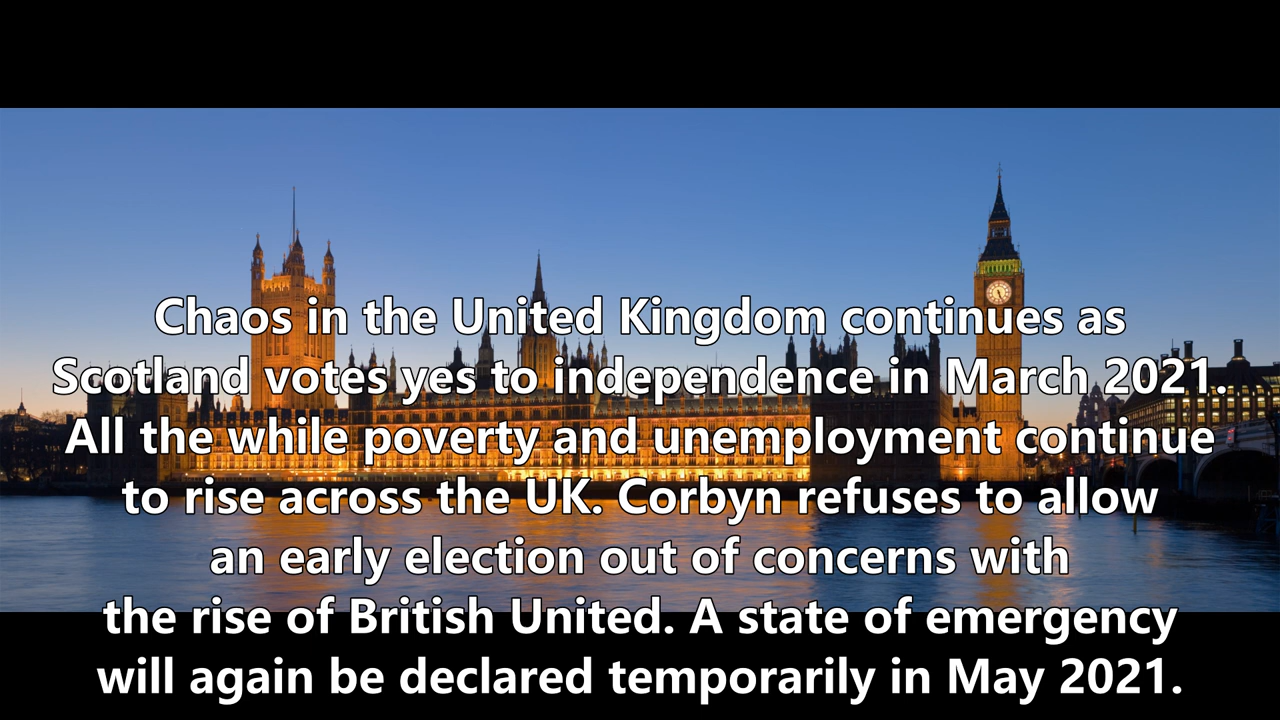 Chaos in the United Kingdom continues as
Scotland votes yes to independence in March 2021.
All the while poverty and unemployment continue
to rise across the UK. Corbyn refuses to allow
an early election out of concerns with
the rise of British United. A state of emergency
will again be declared temporarily in May 2021.